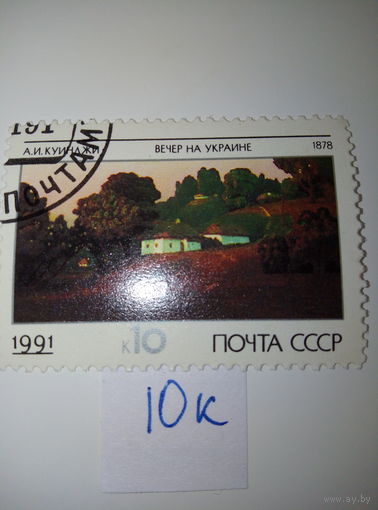 191
А.И.КУИНДЖИ ВЕЧЕР НА УКРАИНЕ 1878
ПОЧТАМ
1991 к10 ПОЧТА СССР
10к
www.ay.by